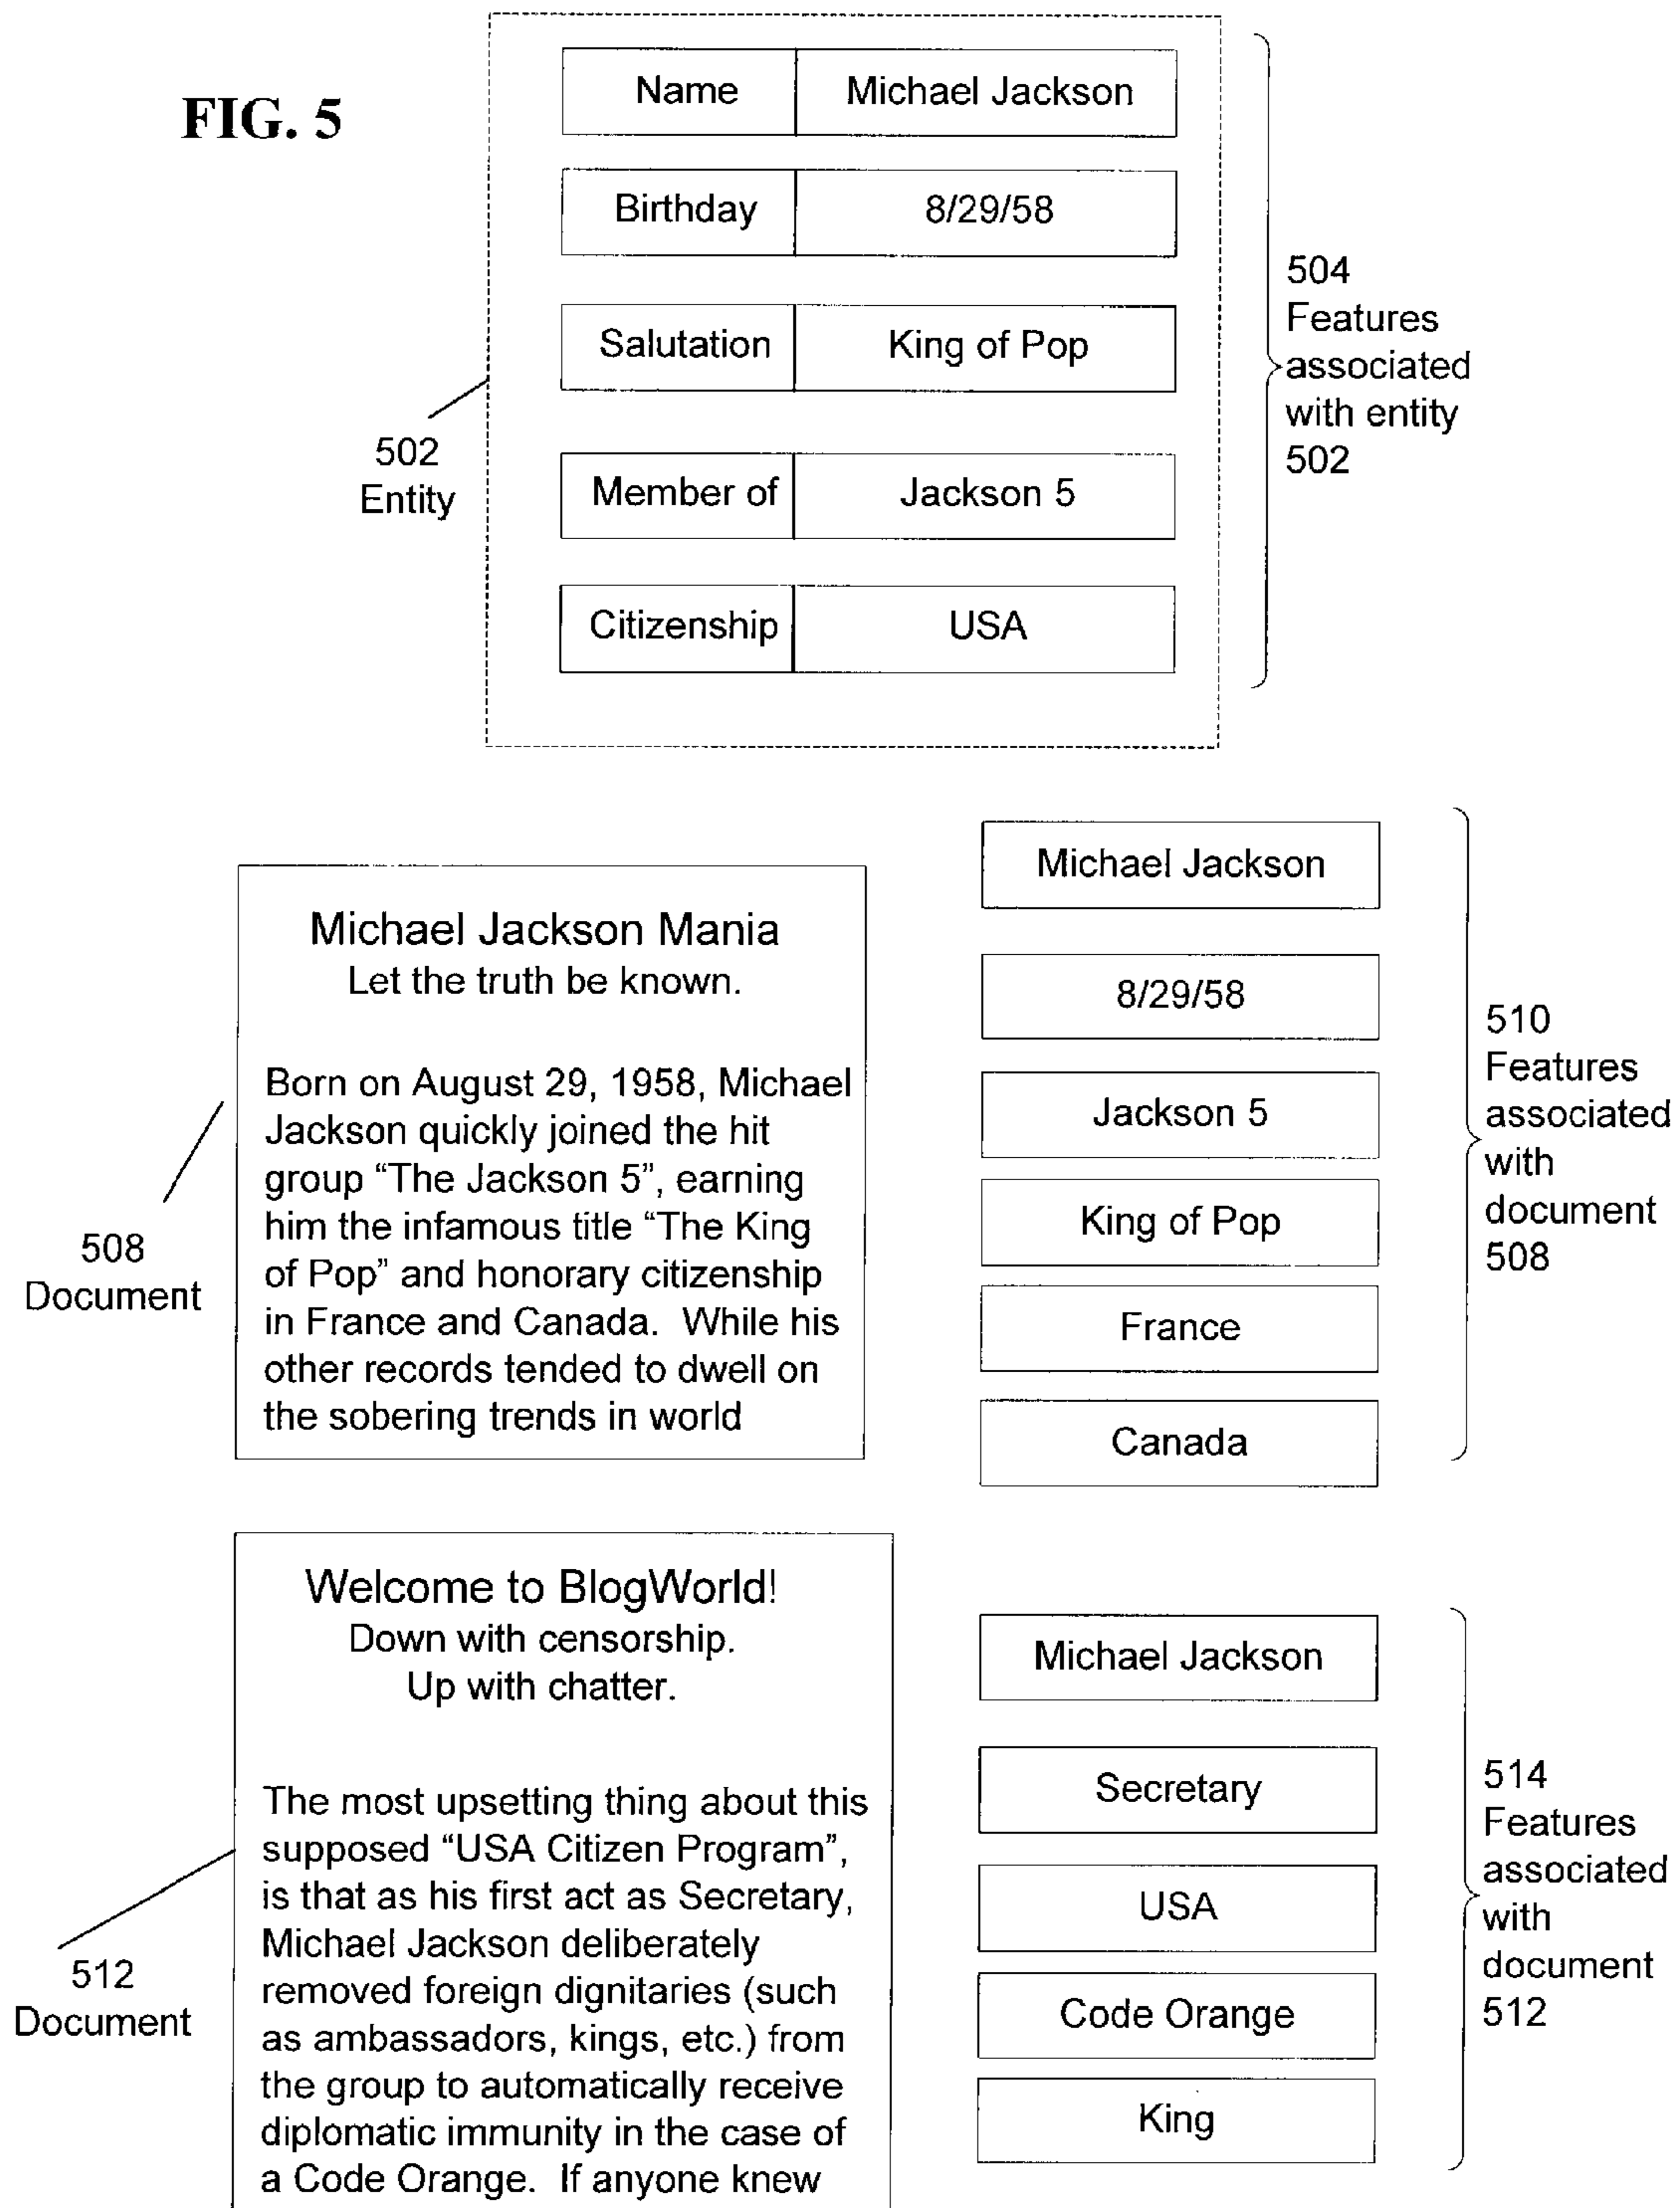 FIG. 5
Name Michael Jackson
Birthday 8/29/58
Salutation King of Pop
Member of Jackson 5
Citizenship USA
502
Entity
504
Features
associated
with entity
502
Michael Jackson Mania
Let the truth be known.
Born on August 29, 1958, Michael
Jackson quickly joined the hit
group “The Jackson 5”, earning
him the infamous title “The King
of Pop” and honorary citizenship
in France and Canada.  While his
other records tended to dwell on
the sobering trends in world
508
Document
Michael Jackson
8/29/58
Jackson 5
King of Pop
France
Canada
510
Features
associated
with
document
508
Welcome to BlogWorld!
Down with censorship.
Up with chatter.
The most upsetting thing about this
supposed “USA Citizen Program”,
is that as his first act as Secretary,
Michael Jackson deliberately
removed foreign dignitaries (such
as ambassadors, kings, etc.) from
the group to automatically receive
diplomatic immunity in the case of
a Code Orange.  If anyone knew
512
Document
Michael Jackson
Secretary
USA
Code Orange
King
514
Features
associated
with
document
512